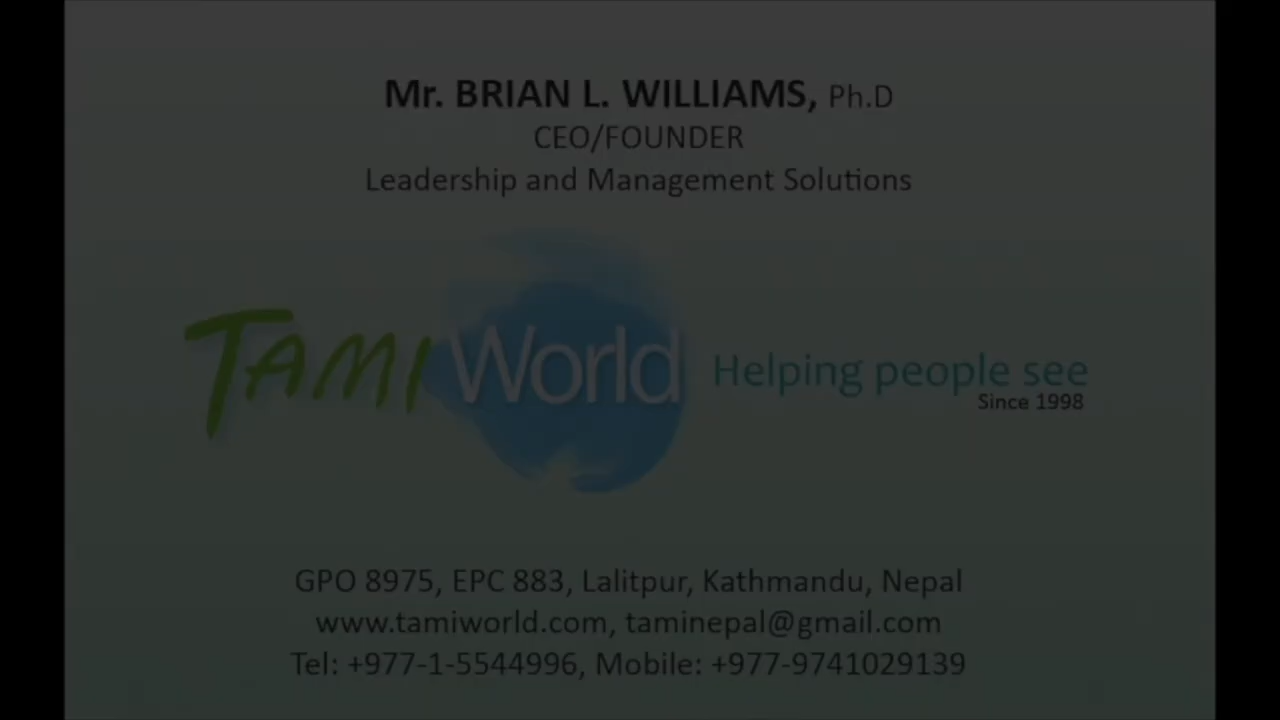 Mr. BRIAN L. WILLIAMS, Ph.D
CEO/FOUNDER
Leadership and Management Solutions
TAMI World Helping people see
Since 1998
GPO 8975, EPC 883, Lalitpur, Kathmandu, Nepal
www.tamiworld.com, taminepal@gmail.com
Tel: +977-1-5544996, Mobile: +977-9741029139